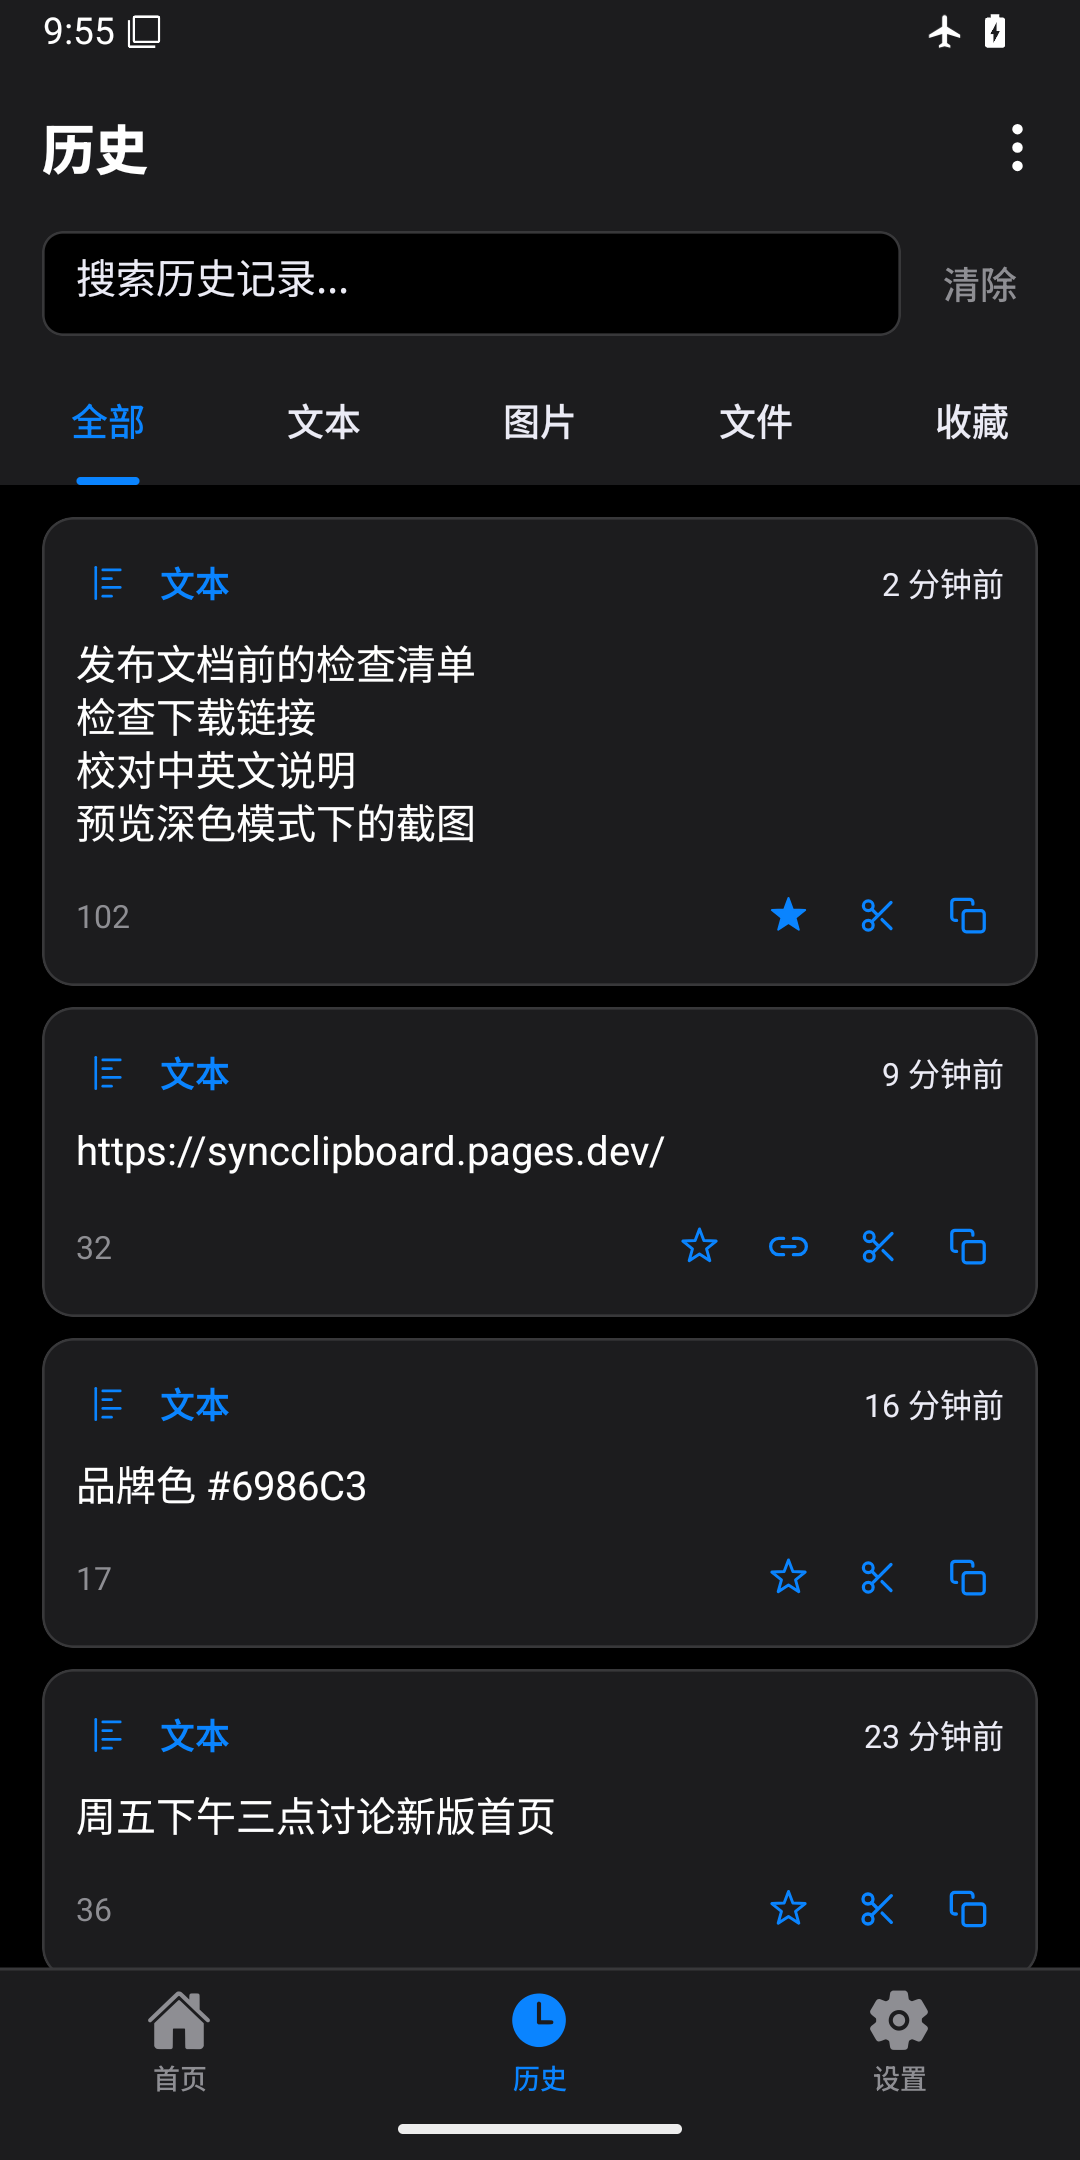 9:55
历史
搜索历史记录...
清除
全部 文本 图片 文件 收藏
文本 2 分钟前
发布文档前的检查清单
检查下载链接
校对中英文说明
预览深色模式下的截图
102
文本 9 分钟前
https://syncclipboard.pages.dev/
32
文本 16 分钟前
品牌色 #6986C3
17
文本 23 分钟前
周五下午三点讨论新版首页
36
首页 历史 设置